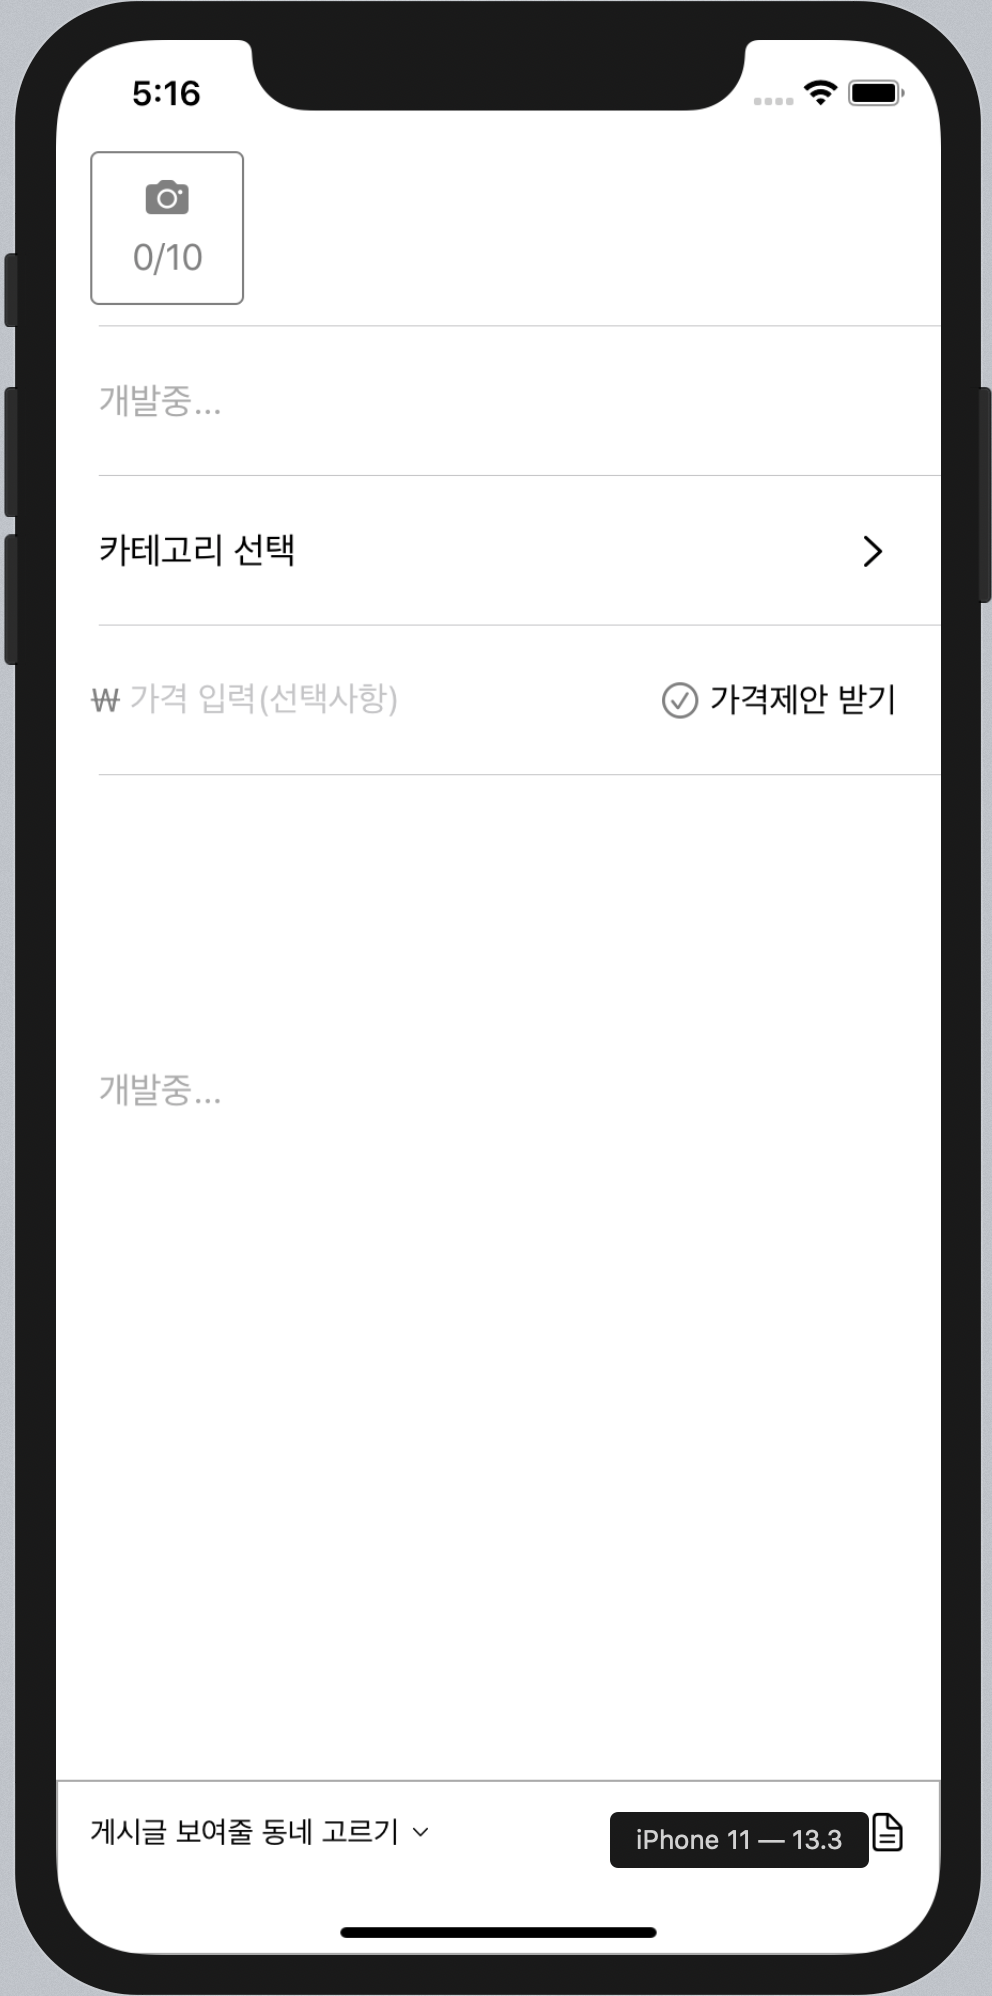 5:16
0/10
개발중...
카테고리 선택
₩ 가격 입력(선택사항) 가격제안 받기
개발중...
게시글 보여줄 동네 고르기
iPhone 11 — 13.3